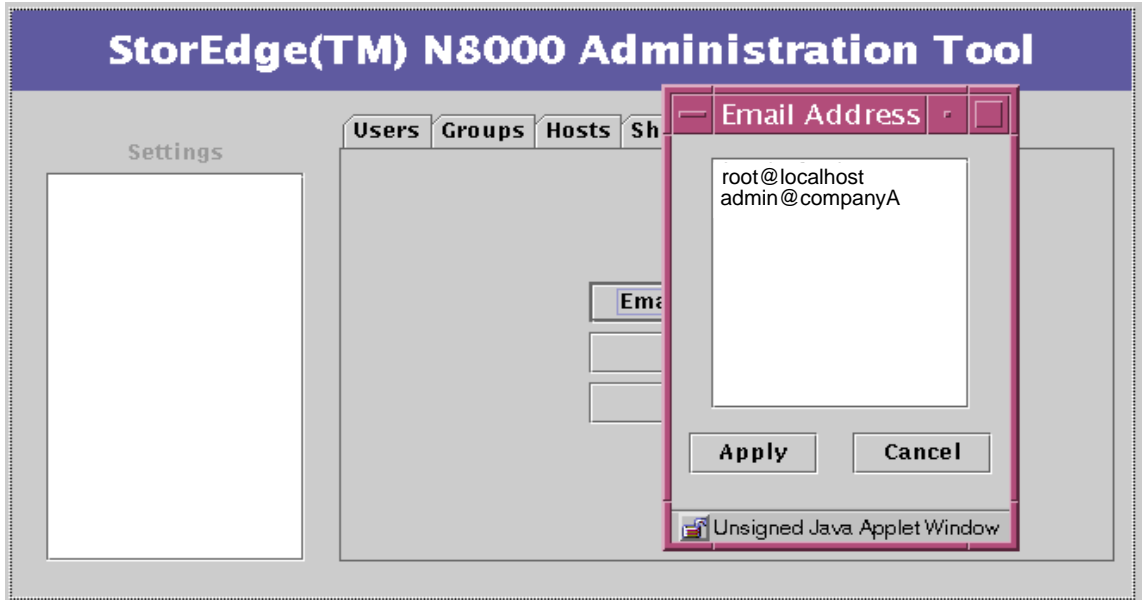 StorEdge(TM) N8000 Administration Tool
Settings
Users Groups Hosts Sh
Email Address
root@localhost
admin@companyA
Ema
Apply Cancel
Unsigned Java Applet Window